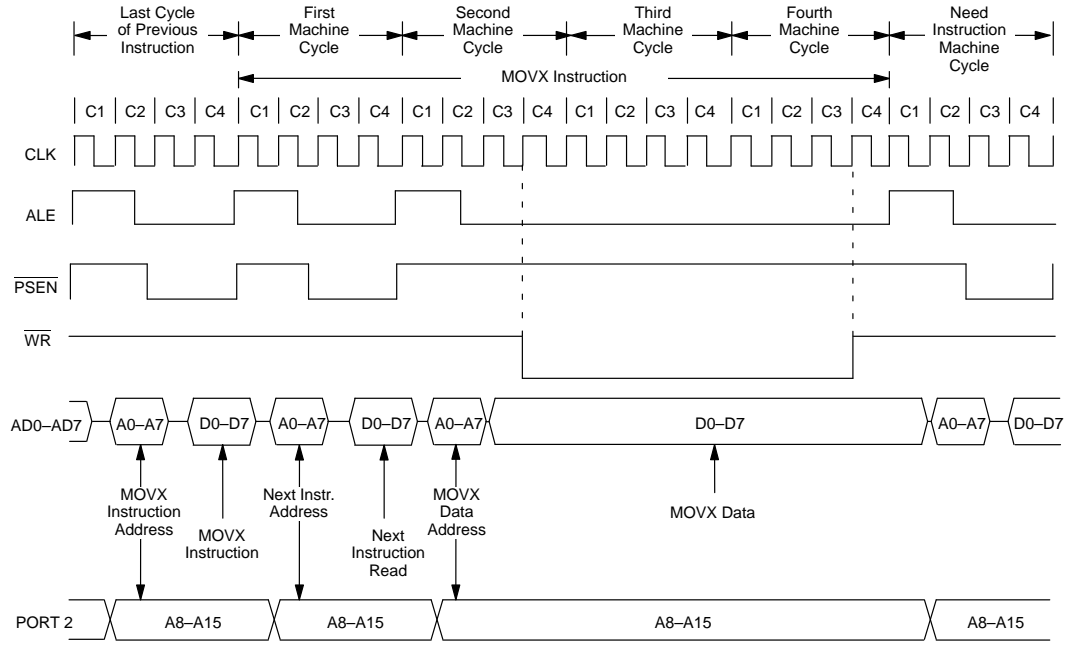 Last Cycle
of Previous
Instruction
First
Machine
Cycle
Second
Machine
Cycle
Third
Machine
Cycle
Fourth
Machine
Cycle
Need
Instruction
Machine
Cycle
MOVX Instruction
C1 C2 C3 C4 C1 C2 C3 C4 C1 C2 C3 C4 C1 C2 C3 C4 C1 C2 C3 C4 C1 C2 C3 C4
CLK
ALE
PSEN
WR
AD0–AD7 A0–A7 D0–D7 A0–A7 D0–D7 A0–A7 D0–D7 A0–A7 D0–D7
MOVX
Instruction
Address
MOVX
Instruction
Next Instr.
Address
Next
Instruction
Read
MOVX
Data
Address
MOVX Data
PORT 2 A8–A15 A8–A15 A8–A15 A8–A15